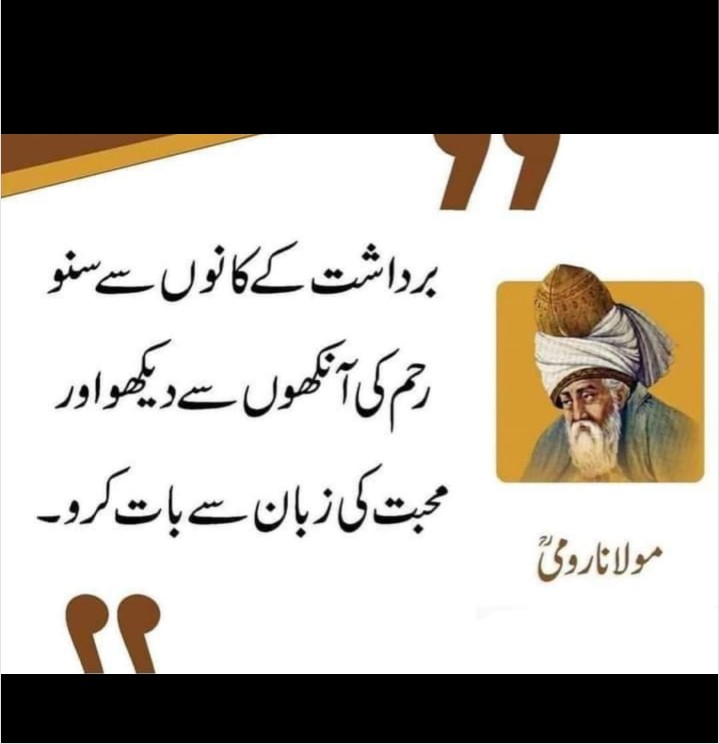 برداشت کے کانوں سے سنو
رحم کی آنکھوں سے دیکھو اور
محبت کی زبان سے بات کرو۔
مولانا رومیؒ